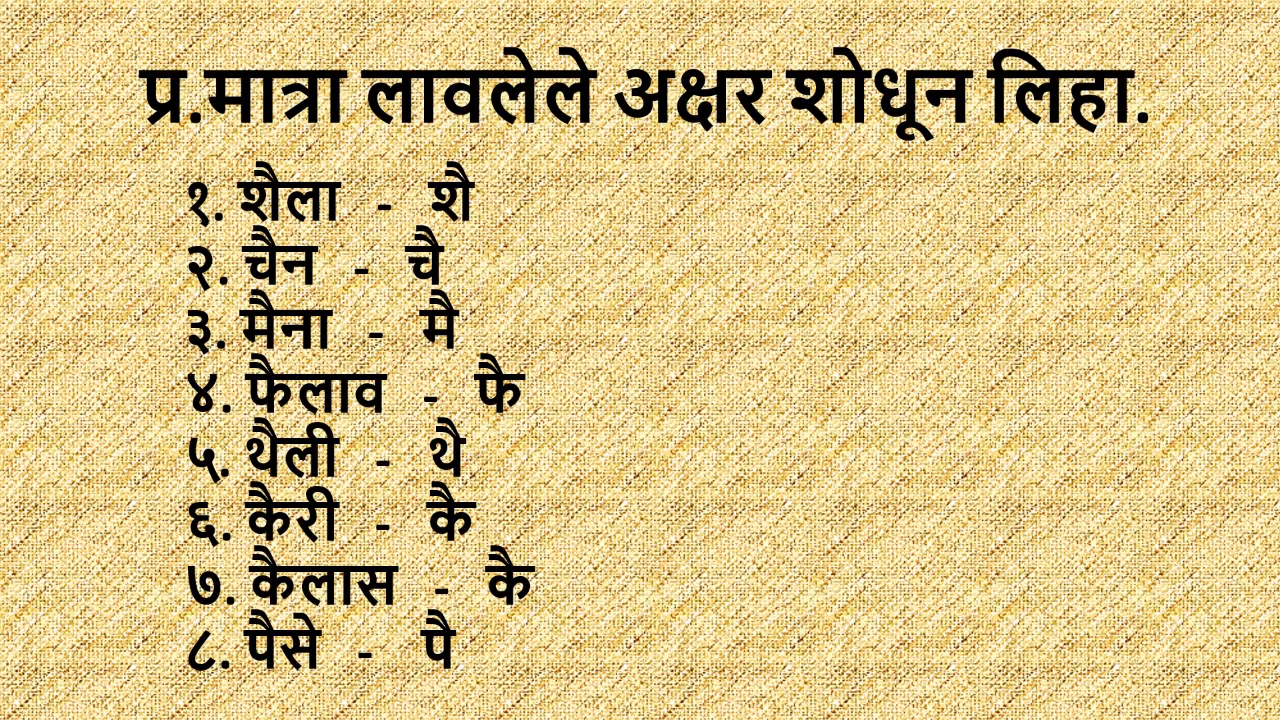 प्र.मात्रा लावलेले अक्षर शोधून लिहा.
१. शैला - शै
२. चैन - चै
३. मैना - मै
४. फैलाव - फै
५. थैली - थै
६. कैरी - कै
७. कैलास - कै
८. पैसे - पै